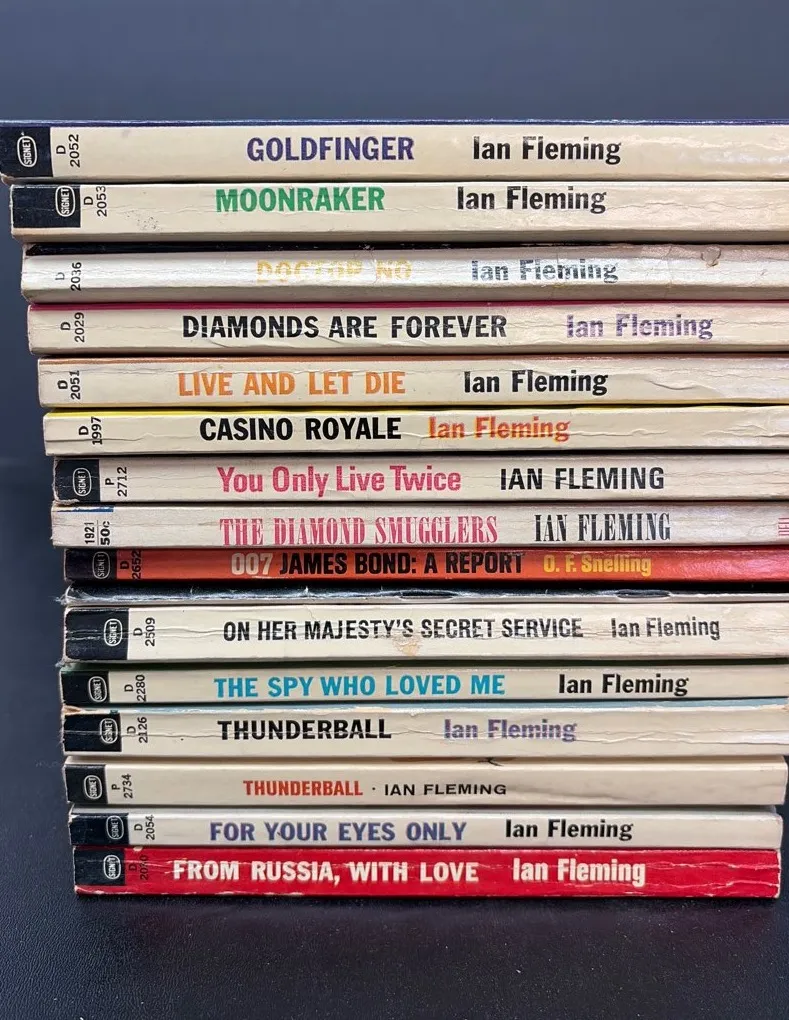 SIGNET D 2052 GOLDFINGER Ian Fleming
SIGNET D 2053 MOONRAKER Ian Fleming
D 2036 DOCTOR NO Ian Fleming
D 2029 DIAMONDS ARE FOREVER Ian Fleming
D 2051 LIVE AND LET DIE Ian Fleming
D 1997 CASINO ROYALE Ian Fleming
SIGNET P 2712 You Only Live Twice IAN FLEMING
1921 50c THE DIAMOND SMUGGLERS IAN FLEMING
SIGNET D 2652 007 JAMES BOND: A REPORT O. F. Snelling
SIGNET D 2509 ON HER MAJESTY'S SECRET SERVICE Ian Fleming
SIGNET D 2280 THE SPY WHO LOVED ME Ian Fleming
SIGNET D 2126 THUNDERBALL Ian Fleming
SIGNET P 2734 THUNDERBALL · IAN FLEMING
SIGNET D 2054 FOR YOUR EYES ONLY Ian Fleming
SIGNET D FROM RUSSIA, WITH LOVE Ian Fleming